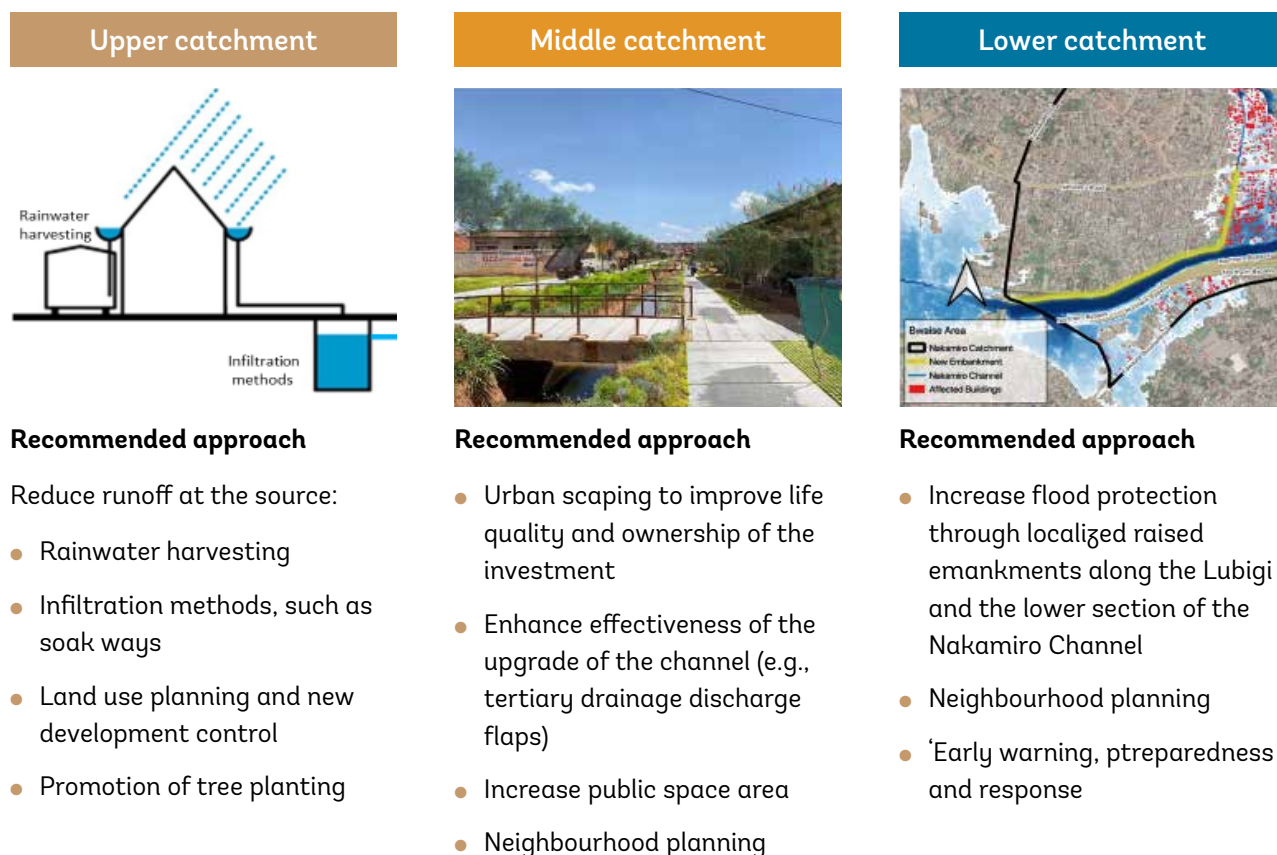 Upper catchment
Rainwater
harvesting
Infiltration
methods
Recommended approach
Reduce runoff at the source:
Rainwater harvesting
Infiltration methods, such as
soak ways
Land use planning and new
development control
Promotion of tree planting
Middle catchment
Recommended approach
Urban scaping to improve life
quality and ownership of the
investment
Enhance effectiveness of the
upgrade of the channel (e.g.,
tertiary drainage discharge
flaps)
Increase public space area
Neighbourhood planning
Lower catchment
Bwaise Area
Nakamiro Catchment
New Embankment
Nakamiro Channel
Affected Buildings
Recommended approach
Increase flood protection
through localized raised
emankments along the Lubigi
and the lower section of the
Nakamiro Channel
Neighbourhood planning
‘Early warning, ptreparedness
and response